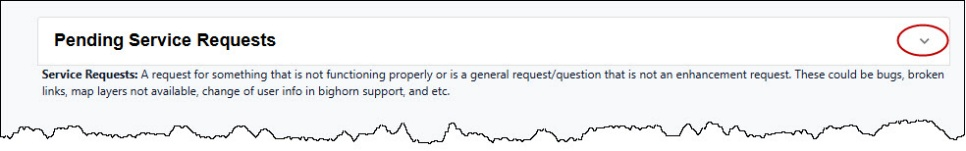 Pending Service Requests
Service Requests: A request for something that is not functioning properly or is a general request/question that is not an enhancement request. These could be bugs, broken
links, map layers not available, change of user info in bighorn support, and etc.